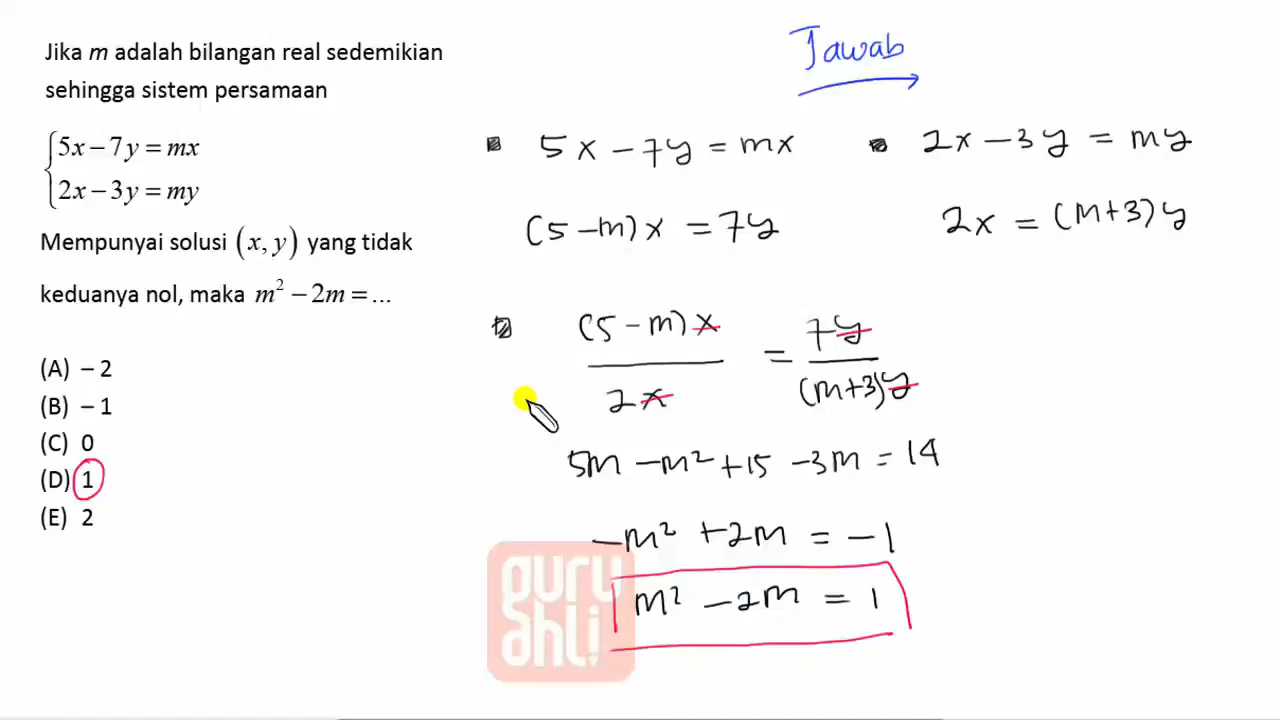 Jika m adalah bilangan real sedemikian
sehingga sistem persamaan
5x – 7y = mx
2x – 3y = my
Mempunyai solusi (x, y) yang tidak
keduanya nol, maka m² – 2m = ...
(A) – 2
(B) – 1
(C) 0
(D) 1
(E) 2
Jawab
5x – 7y = mx
(5 – m)x = 7y
2x – 3y = my
2x = (m+3)y
(5 – m)x / 2x = 7y / (m+3)y
5m – m² + 15 – 3m = 14
– m² + 2m = – 1
m² – 2m = 1
guru
ahli